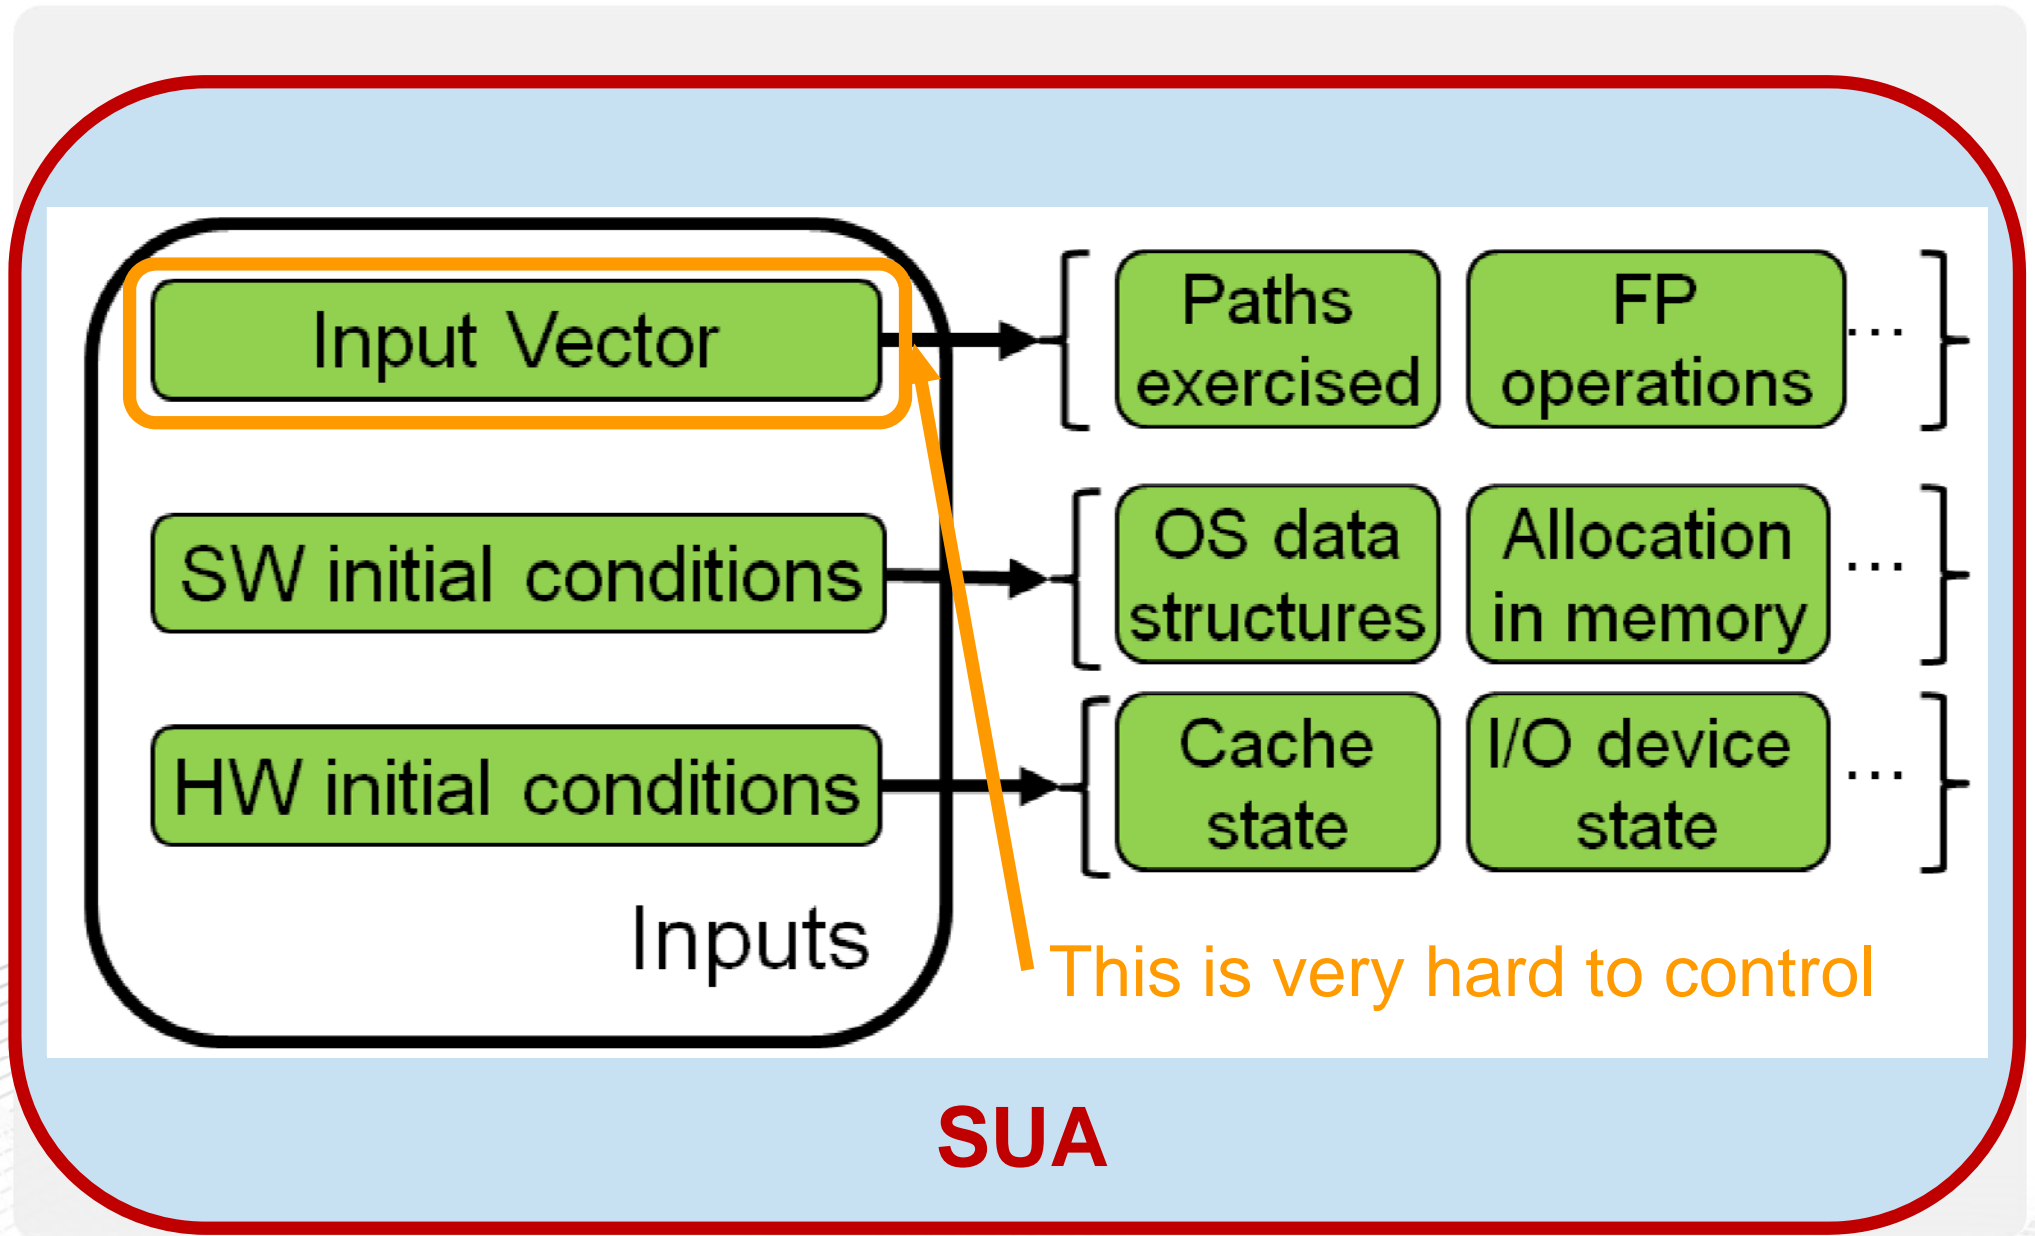 Input Vector
Paths
exercised
FP
operations
...
SW initial conditions
OS data
structures
Allocation
in memory
...
HW initial conditions
Cache
state
I/O device
state
...
Inputs
This is very hard to control
SUA